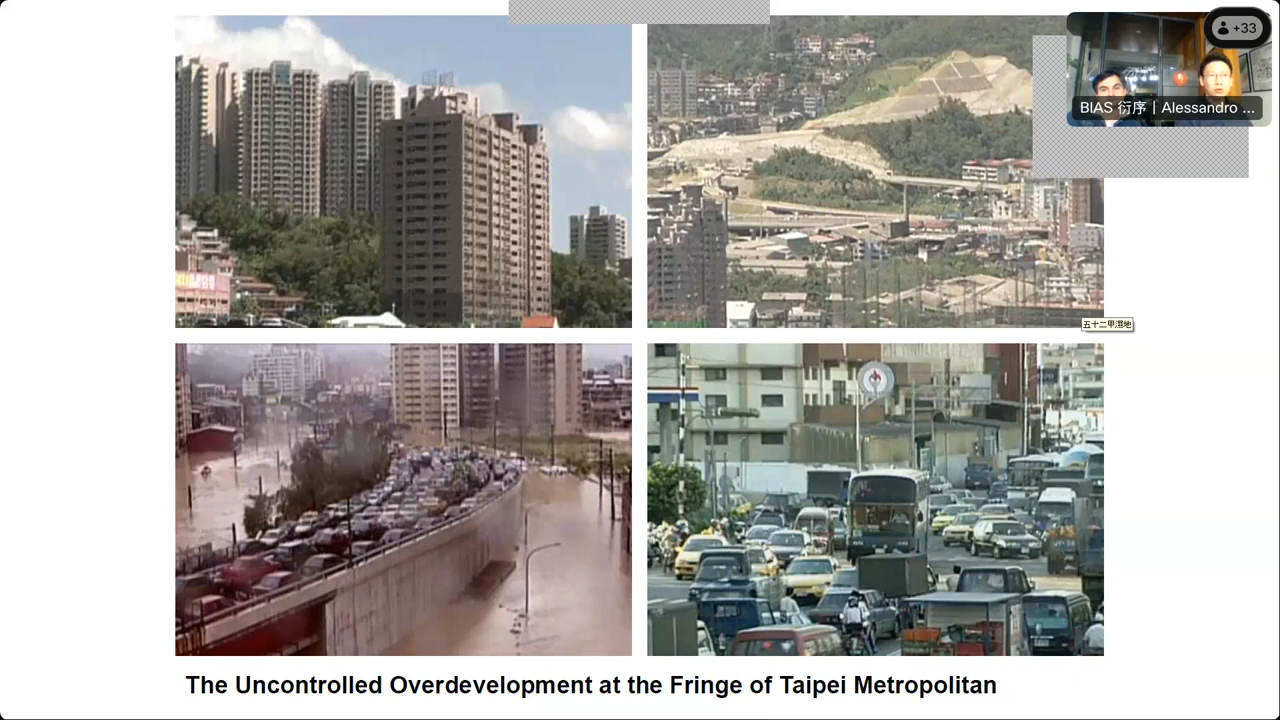 +33
BIAS 衍序 | Alessandro ...
五十二甲濕地
The Uncontrolled Overdevelopment at the Fringe of Taipei Metropolitan